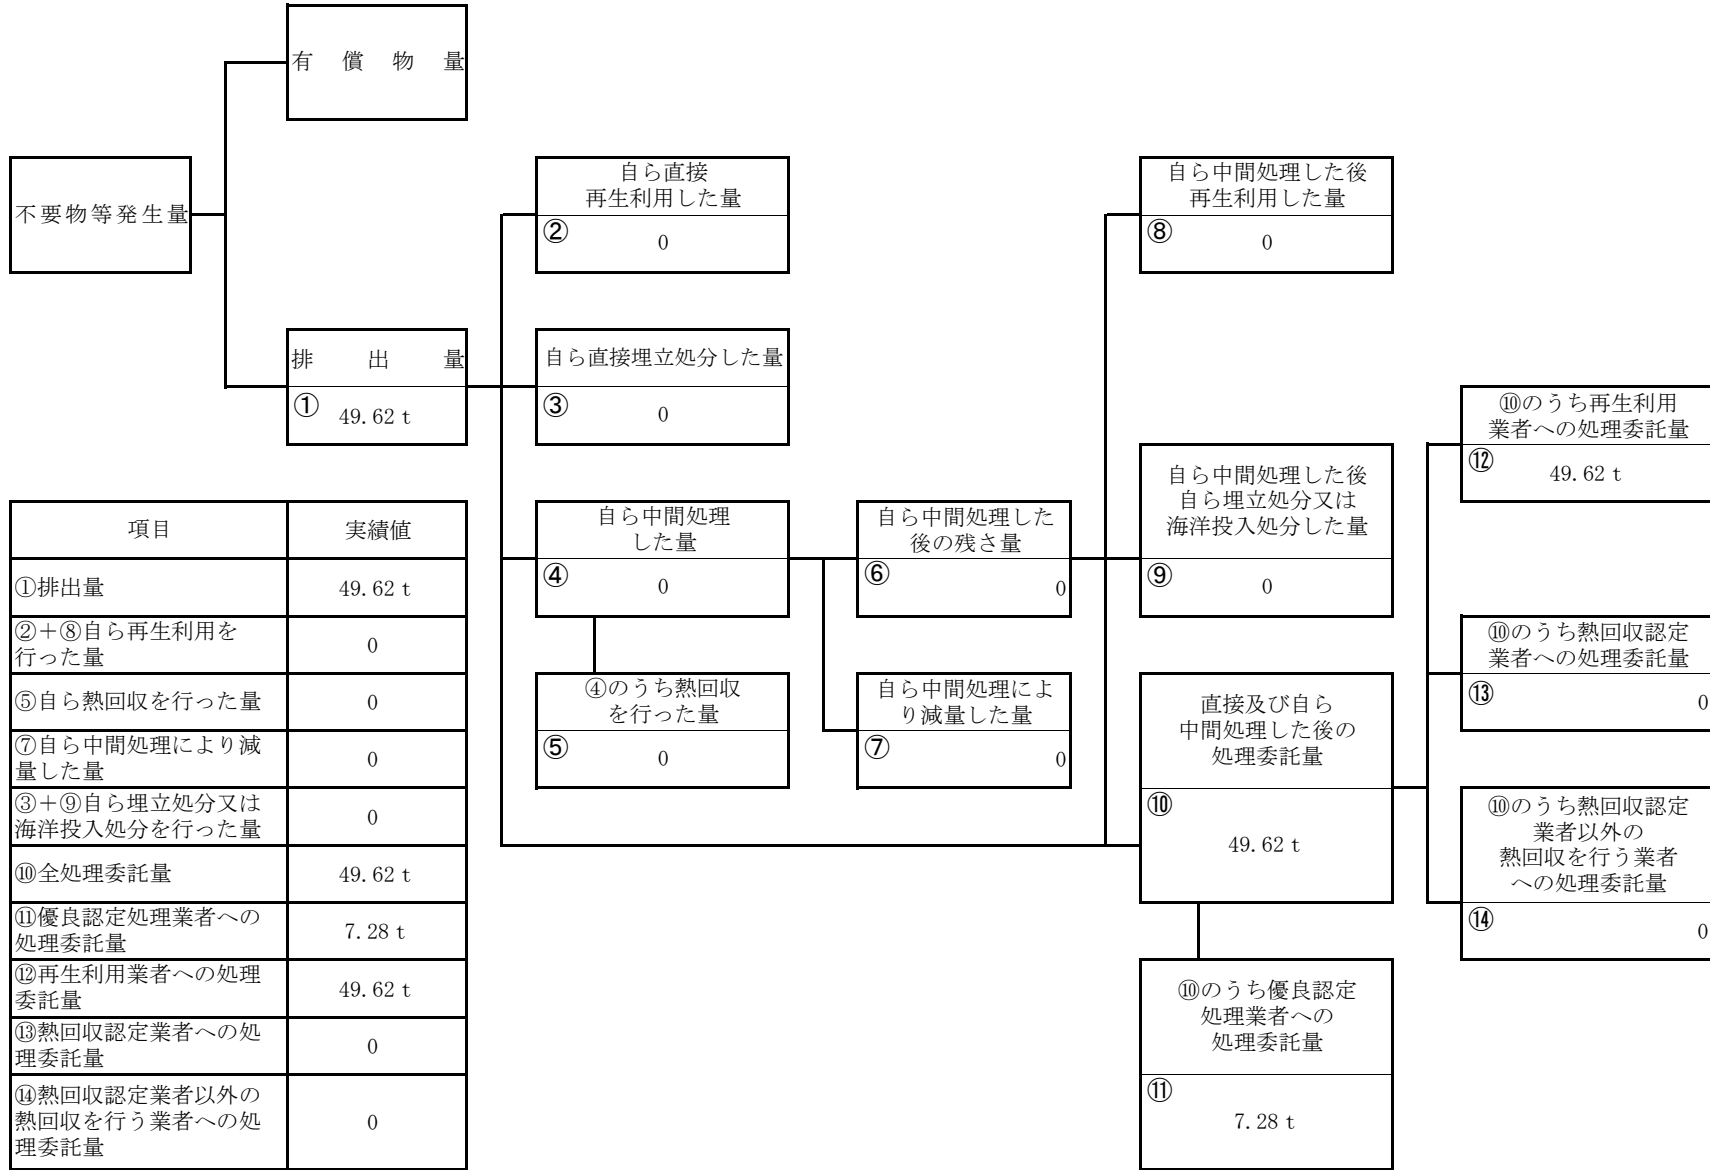 有償物量
不要物等発生量
排出量
① 49.62 t
自ら直接
再生利用した量
② 0
自ら直接埋立処分した量
③ 0
自ら中間処理
した量
④ 0
④のうち熱回収
を行った量
⑤ 0
自ら中間処理した
後の残さ量
⑥ 0
自ら中間処理によ
り減量した量
⑦ 0
自ら中間処理した後
再生利用した量
⑧ 0
自ら中間処理した後
自ら埋立処分又は
海洋投入処分した量
⑨ 0
直接及び自ら
中間処理した後の
処理委託量
⑩
49.62 t
⑩のうち優良認定
処理業者への
処理委託量
⑪
7.28 t
⑩のうち再生利用
業者への処理委託量
⑫ 49.62 t
⑩のうち熱回収認定
業者への処理委託量
⑬ 0
⑩のうち熱回収認定
業者以外の
熱回収を行う業者
への処理委託量
⑭ 0
項目 実績値
①排出量 49.62 t
②+⑧自ら再生利用を
行った量 0
⑤自ら熱回収を行った量 0
⑦自ら中間処理により減
量した量 0
③+⑨自ら埋立処分又は
海洋投入処分を行った量 0
⑩全処理委託量 49.62 t
⑪優良認定処理業者への
処理委託量 7.28 t
⑫再生利用業者への処理
委託量 49.62 t
⑬熱回収認定業者への処
理委託量 0
⑭熱回収認定業者以外の
熱回収を行う業者への処
理委託量 0